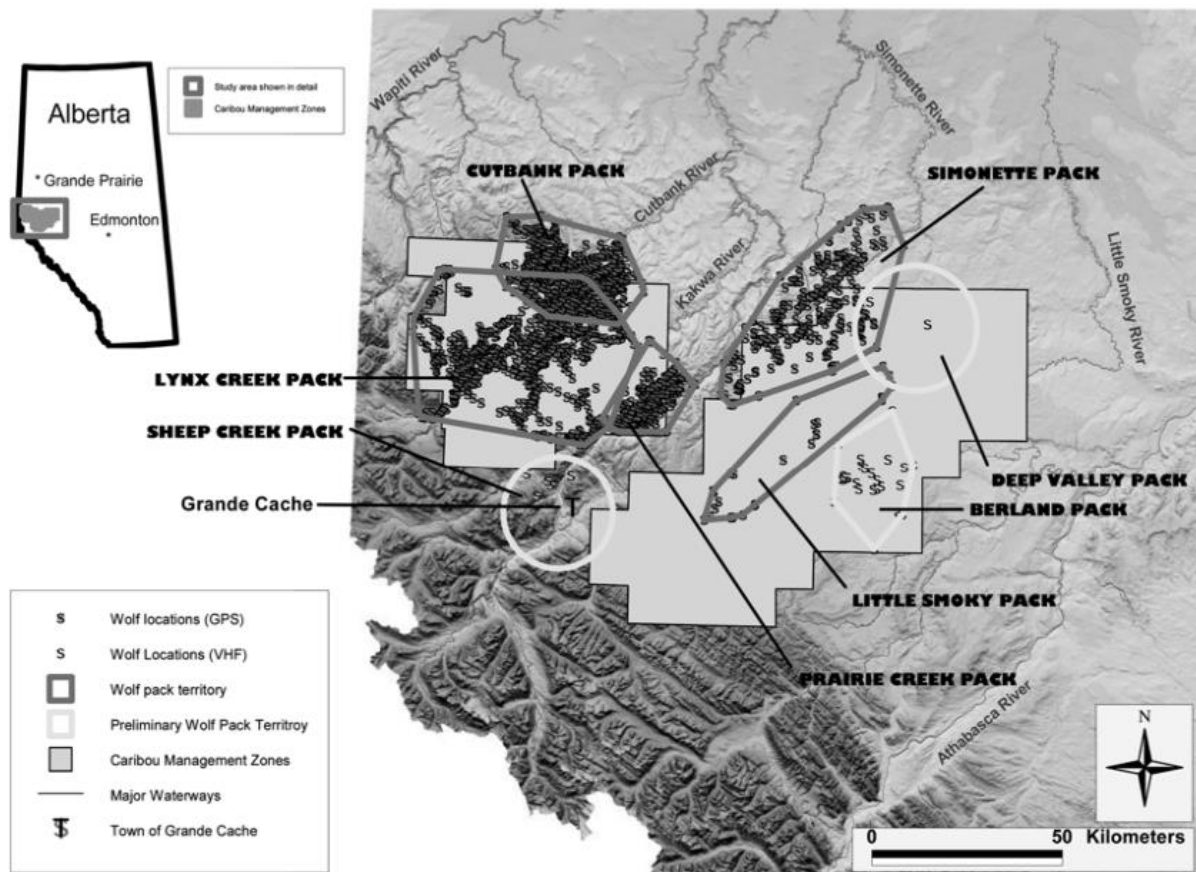 Alberta
* Grande Prairie
Edmonton
*
Study area shown in detail
Caribou Management Zones
Wapiti River
Simonette River
CUTBANK PACK
SIMONETTE PACK
Cutbank River
Kakwa River
Little Smoky River
LYNX CREEK PACK
SHEEP CREEK PACK
Grande Cache
T
DEEP VALLEY PACK
BERLAND PACK
LITTLE SMOKY PACK
PRAIRIE CREEK PACK
Athabasca River
S Wolf locations (GPS)
S Wolf Locations (VHF)
Wolf pack territory
Preliminary Wolf Pack Territroy
Caribou Management Zones
Major Waterways
Town of Grande Cache
N
0 50 Kilometers